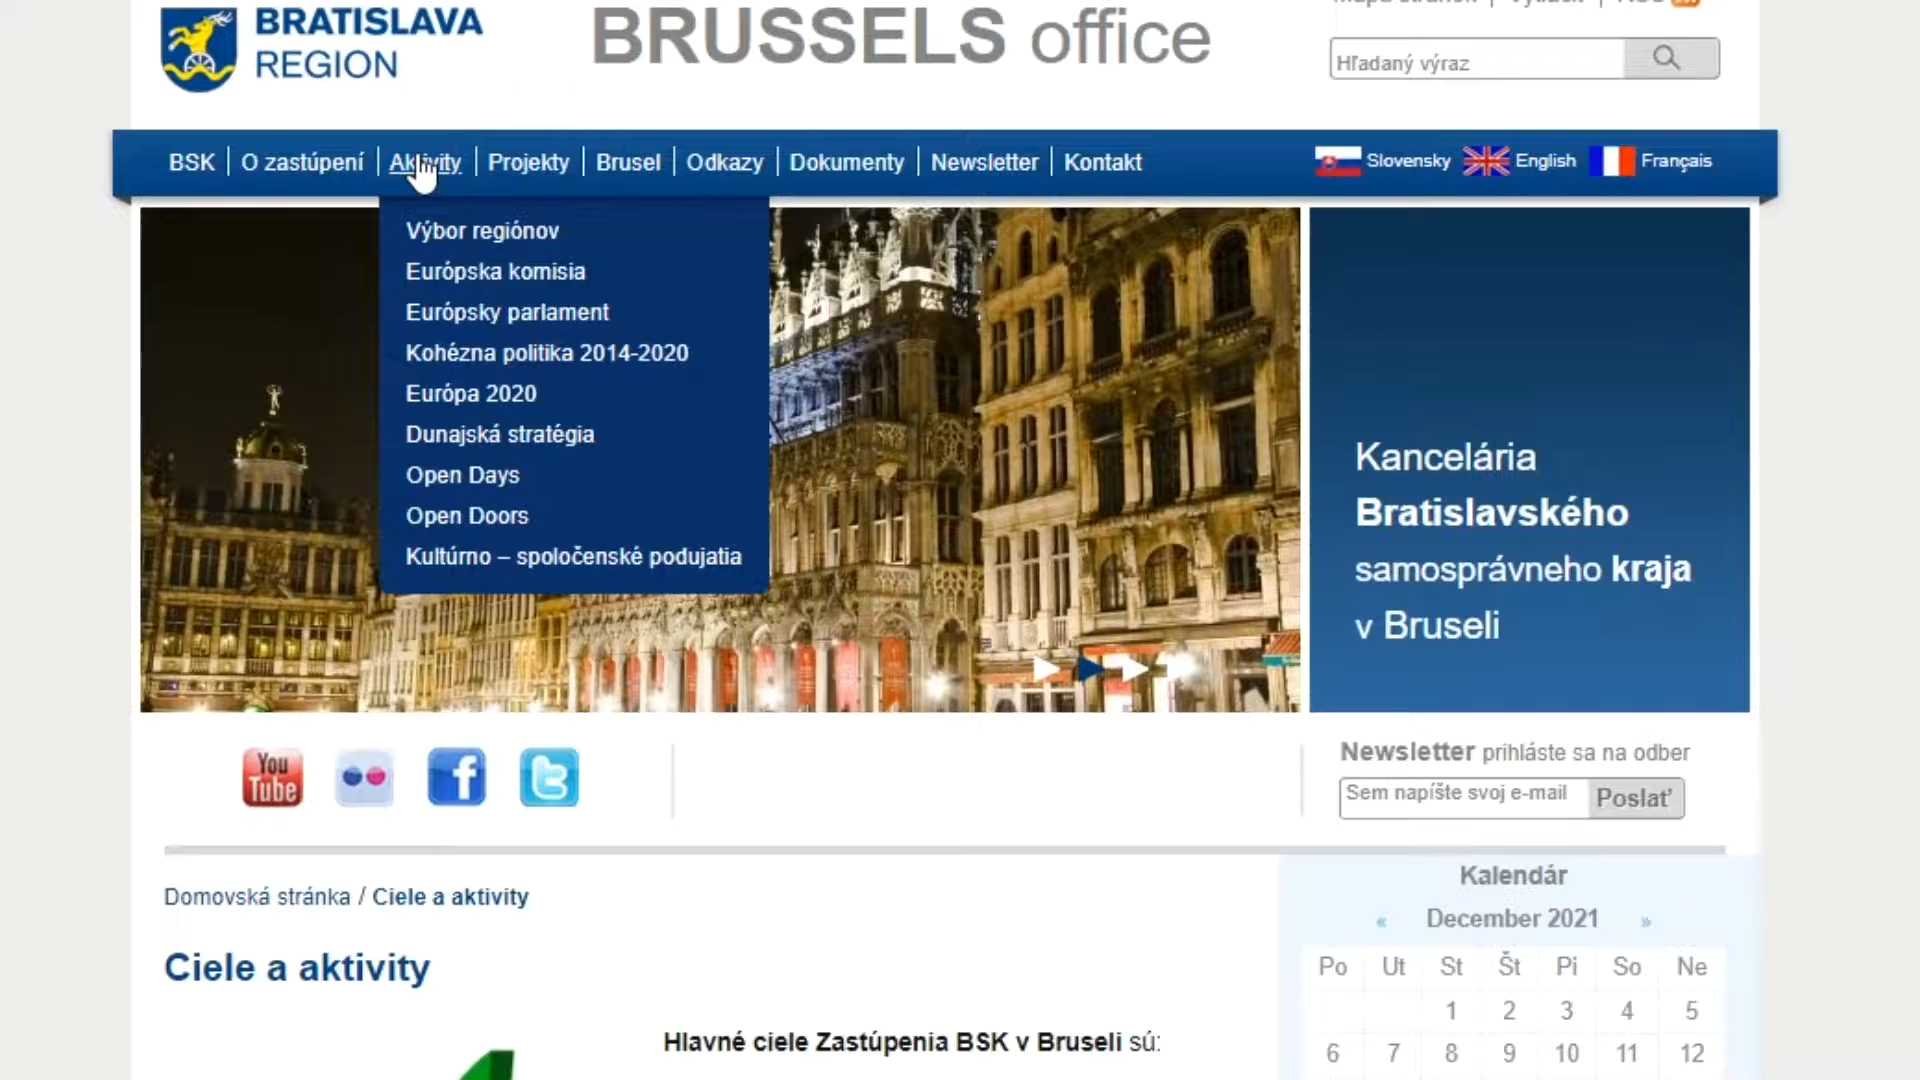 BRATISLAVA
REGION
BRUSSELS office
Hľadaný výraz
BSK
O zastúpení
Aktivity
Projekty
Brusel
Odkazy
Dokumenty
Newsletter
Kontakt
Slovensky
English
Français
Výbor regiónov
Európska komisia
Európsky parlament
Kohézna politika 2014-2020
Európa 2020
Dunajská stratégia
Open Days
Open Doors
Kultúrno – spoločenské podujatia
Kancelária
Bratislavského
samosprávneho kraja
v Bruseli
You
Tube
Newsletter prihláste sa na odber
Sem napíšte svoj e-mail
Poslať
Domovská stránka / Ciele a aktivity
Ciele a aktivity
Hlavné ciele Zastúpenia BSK v Bruseli sú:
Kalendár
« December 2021 »
Po Ut St Št Pi So Ne
1 2 3 4 5
6 7 8 9 10 11 12